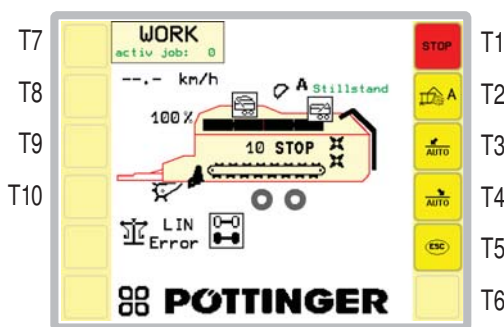 T7
WORK
activ job: 0
STOP
T1
T8
--.- km/h
A Stillstand
A
T2
100%
T9
10 STOP
AUTO
T3
T10
AUTO
T4
LIN
Error
ESC
T5
PÖTTINGER
T6